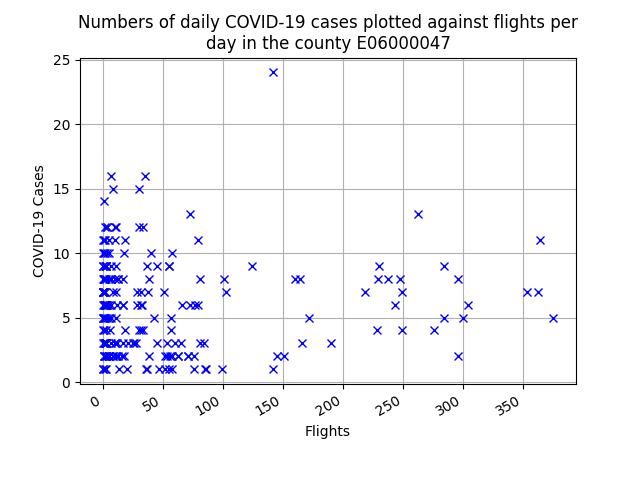 Numbers of daily COVID-19 cases plotted against flights per
day in the county E06000047
25
20
15
10
5
0
COVID-19 Cases
0 50 100 150 200 250 300 350
Flights